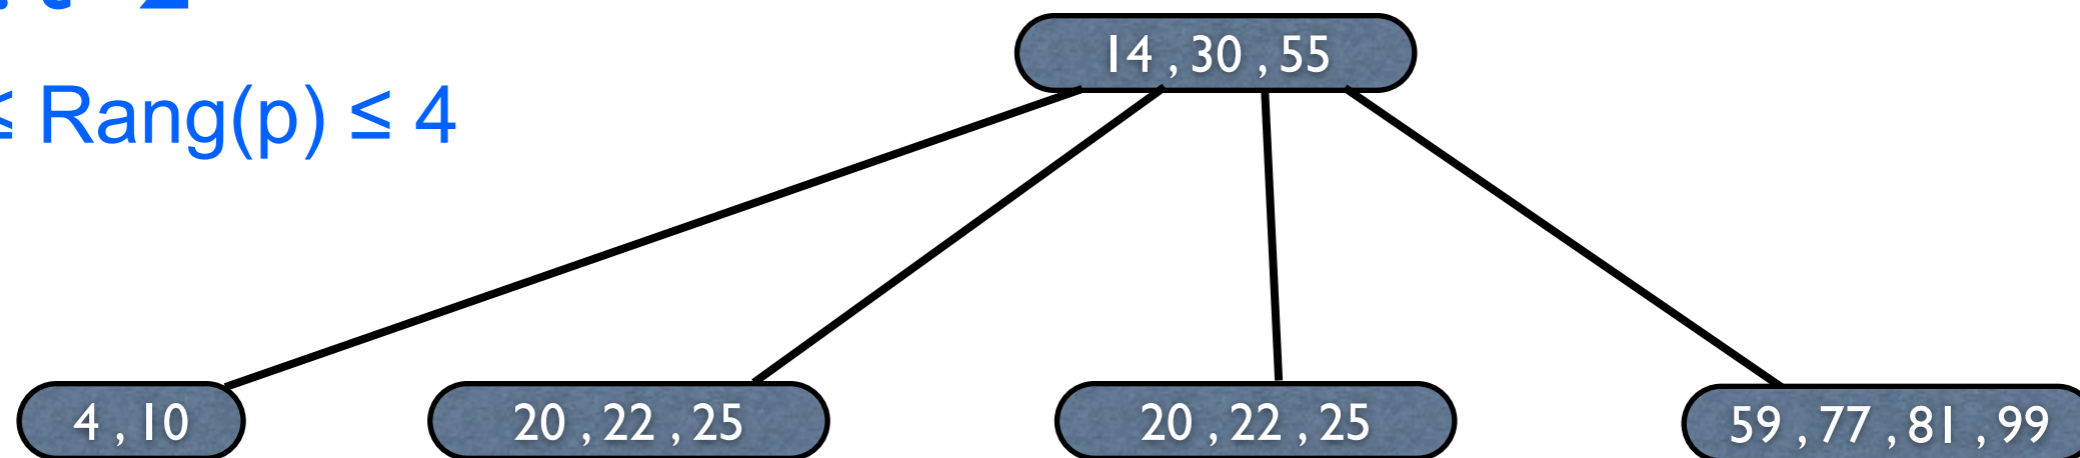 14 , 30 , 55
≤ Rang(p) ≤ 4
4 , 10
20 , 22 , 25
20 , 22 , 25
59 , 77 , 81 , 99